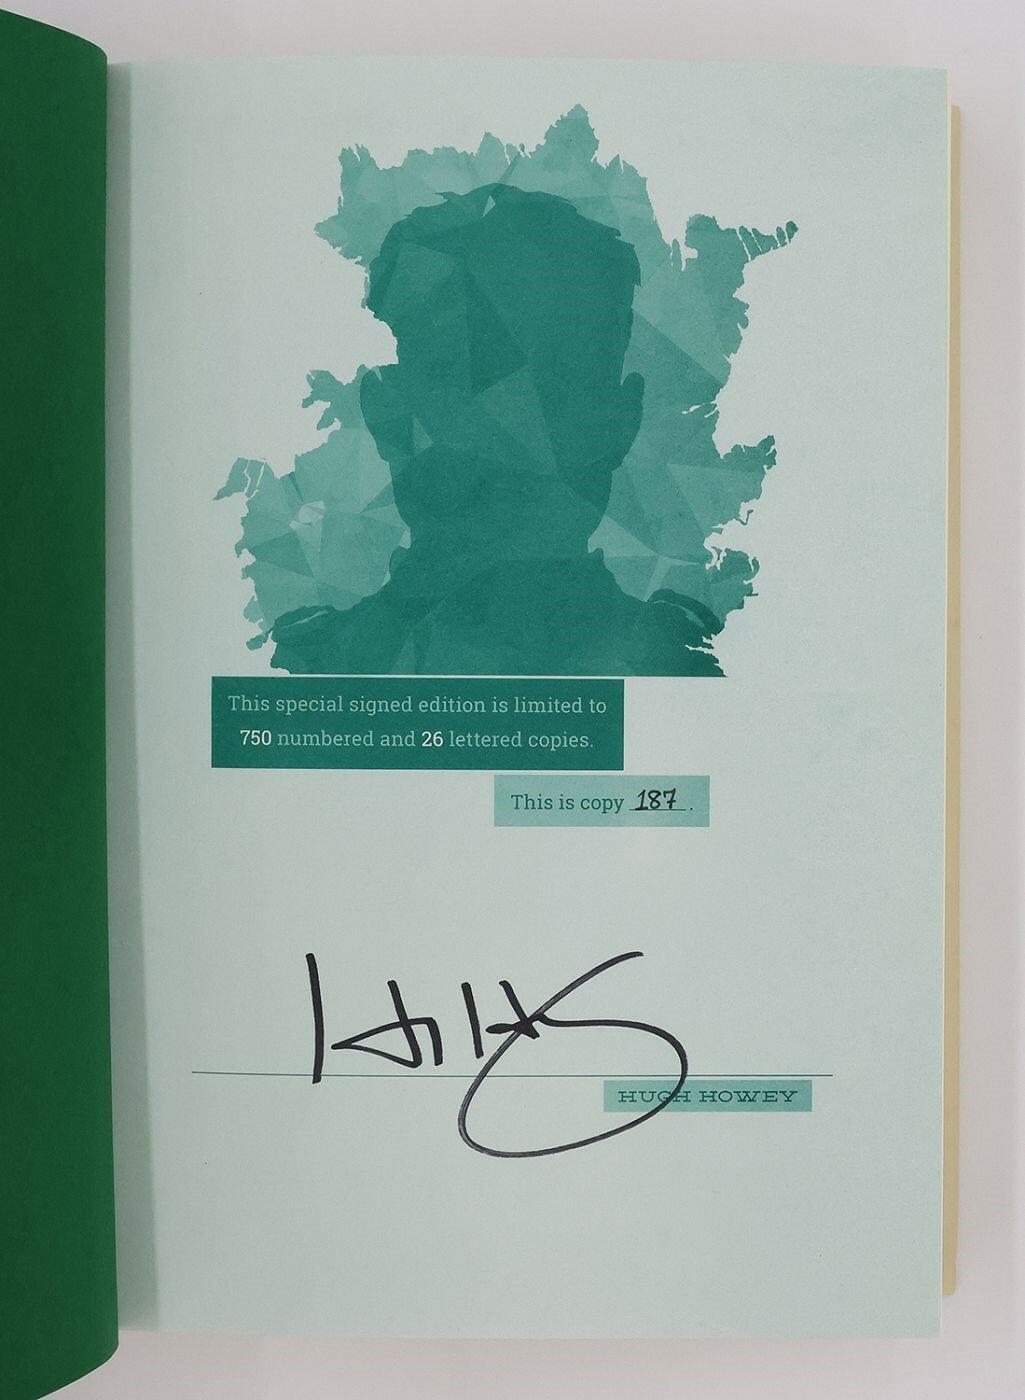 This special signed edition is limited to
750 numbered and 26 lettered copies.
This is copy 187.
HUGH HOWEY